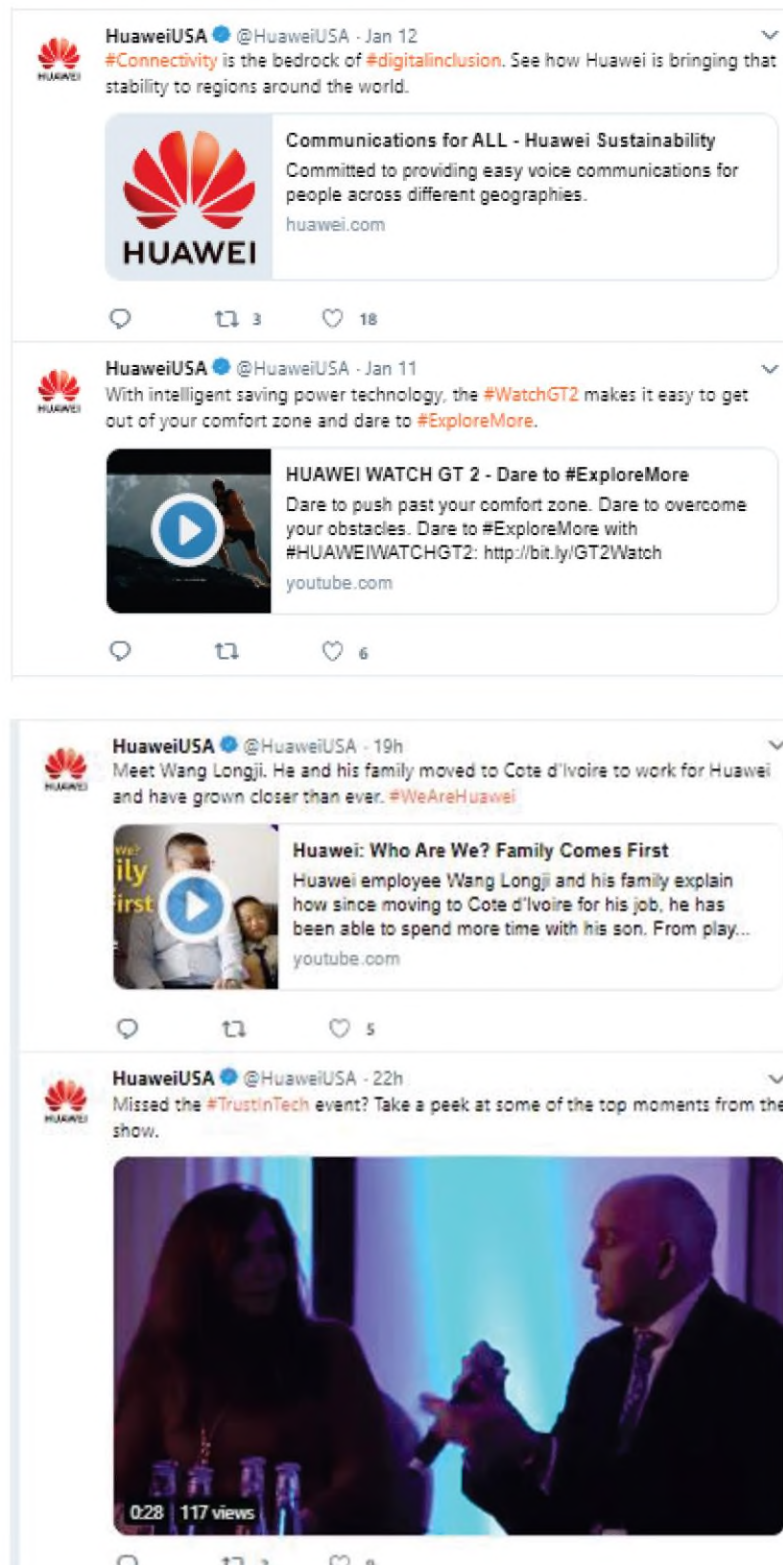 HuaweiUSA @HuaweiUSA · Jan 12
#Connectivity is the bedrock of #digitalinclusion. See how Huawei is bringing that
stability to regions around the world.
HUAWEI
HUAWEI
Communications for ALL - Huawei Sustainability
Committed to providing easy voice communications for
people across different geographies.
huawei.com
3 18
HuaweiUSA @HuaweiUSA · Jan 11
HUAWEI
With intelligent saving power technology, the #WatchGT2 makes it easy to get
out of your comfort zone and dare to #ExploreMore.
HUAWEI WATCH GT 2 - Dare to #ExploreMore
Dare to push past your comfort zone. Dare to overcome
your obstacles. Dare to #ExploreMore with
#HUAWEIWATCHGT2: http://bit.ly/GT2Watch
youtube.com
6
HuaweiUSA @HuaweiUSA · 19h
HUAWEI
Meet Wang Longji. He and his family moved to Cote d'Ivoire to work for Huawei
and have grown closer than ever. #WeAreHuawei
We?
ily
First
Huawei: Who Are We? Family Comes First
Huawei employee Wang Longji and his family explain
how since moving to Cote d'Ivoire for his job, he has
been able to spend more time with his son. From play...
youtube.com
5
HuaweiUSA @HuaweiUSA · 22h
HUAWEI
Missed the #TrustInTech event? Take a peek at some of the top moments from the
show.
0:28 117 views